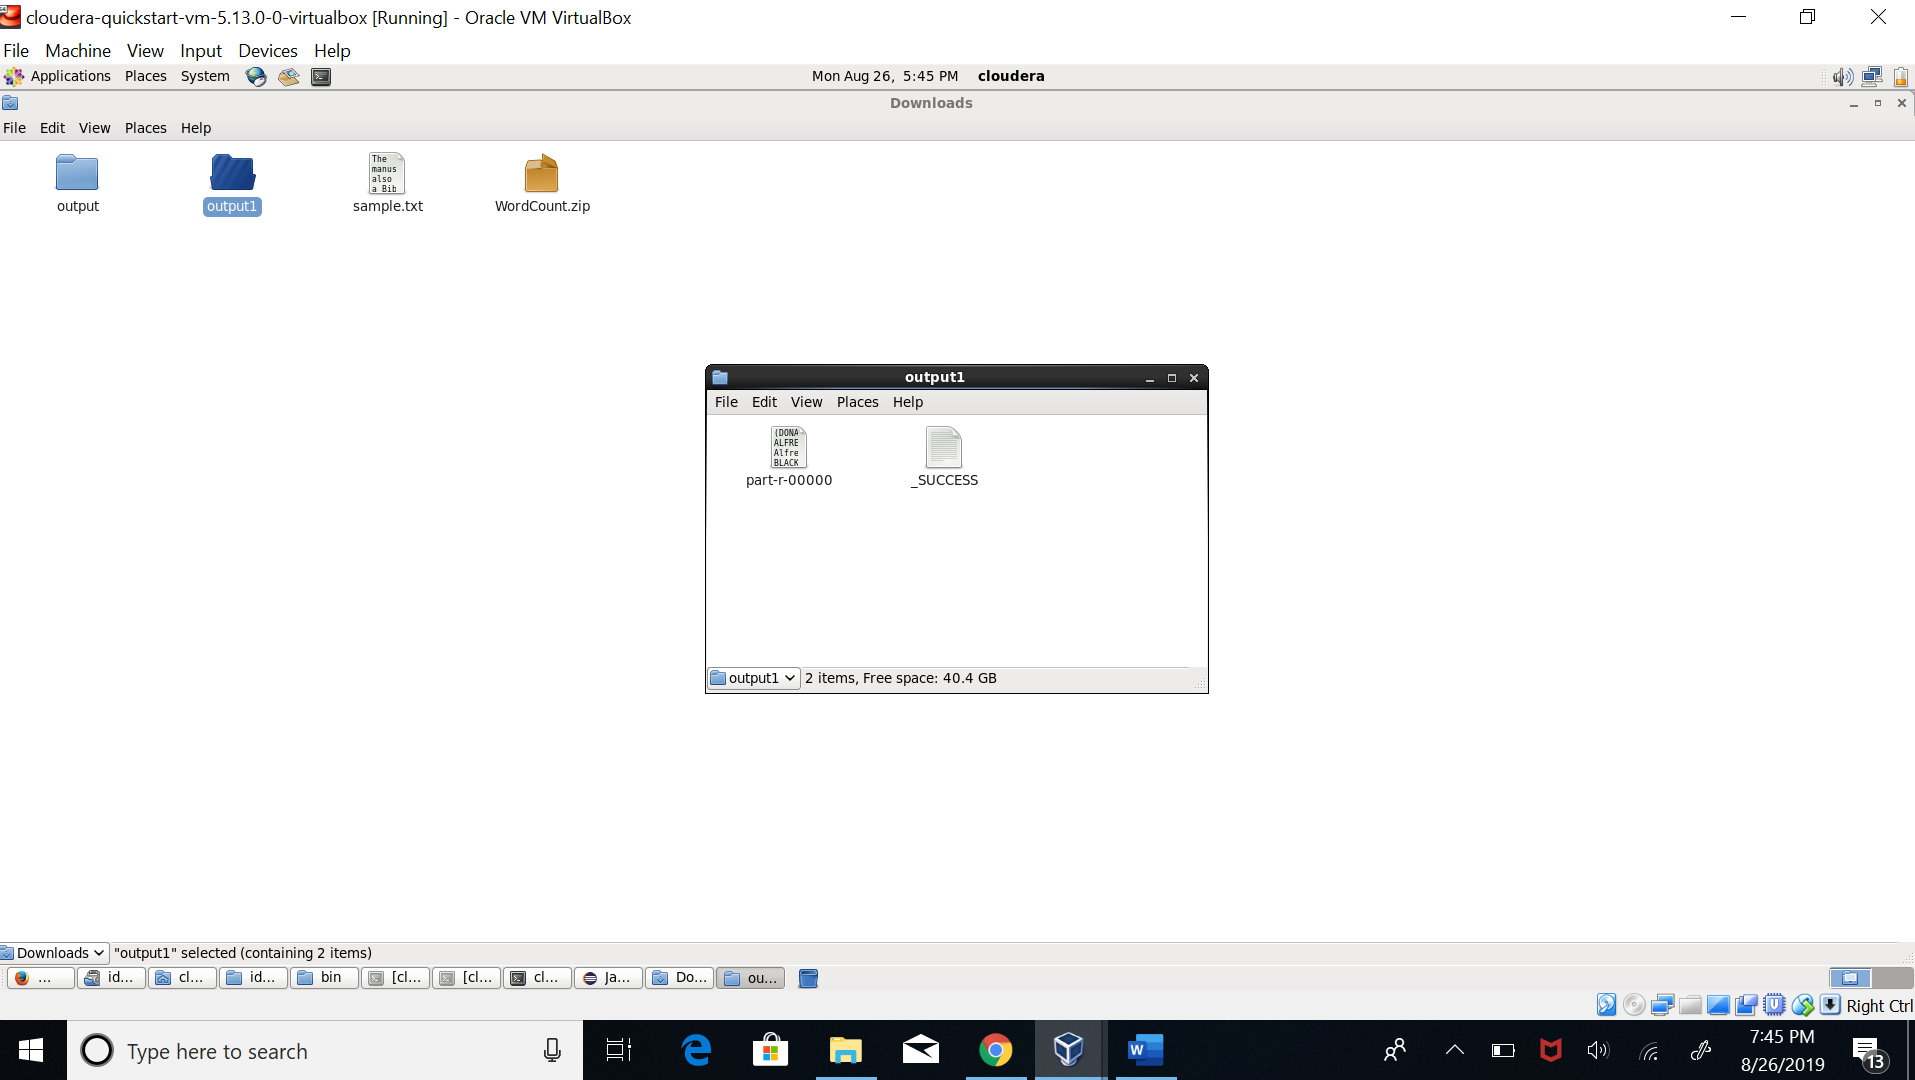 cloudera-quickstart-vm-5.13.0-0-virtualbox [Running] - Oracle VM VirtualBox
File Machine View Input Devices Help
Applications Places System Mon Aug 26, 5:45 PM cloudera
Downloads
File Edit View Places Help
The
manus
also
a Bib
output output1 sample.txt WordCount.zip
output1
File Edit View Places Help
(DONA
ALFRE
Alfre
BLACK
part-r-00000 _SUCCESS
output1 2 items, Free space: 40.4 GB
Downloads "output1" selected (containing 2 items)
... id... cl... id... bin [cl... [cl... cl... Ja... Do... ou...
Right Ctrl
Type here to search
W
7:45 PM
8/26/2019
13